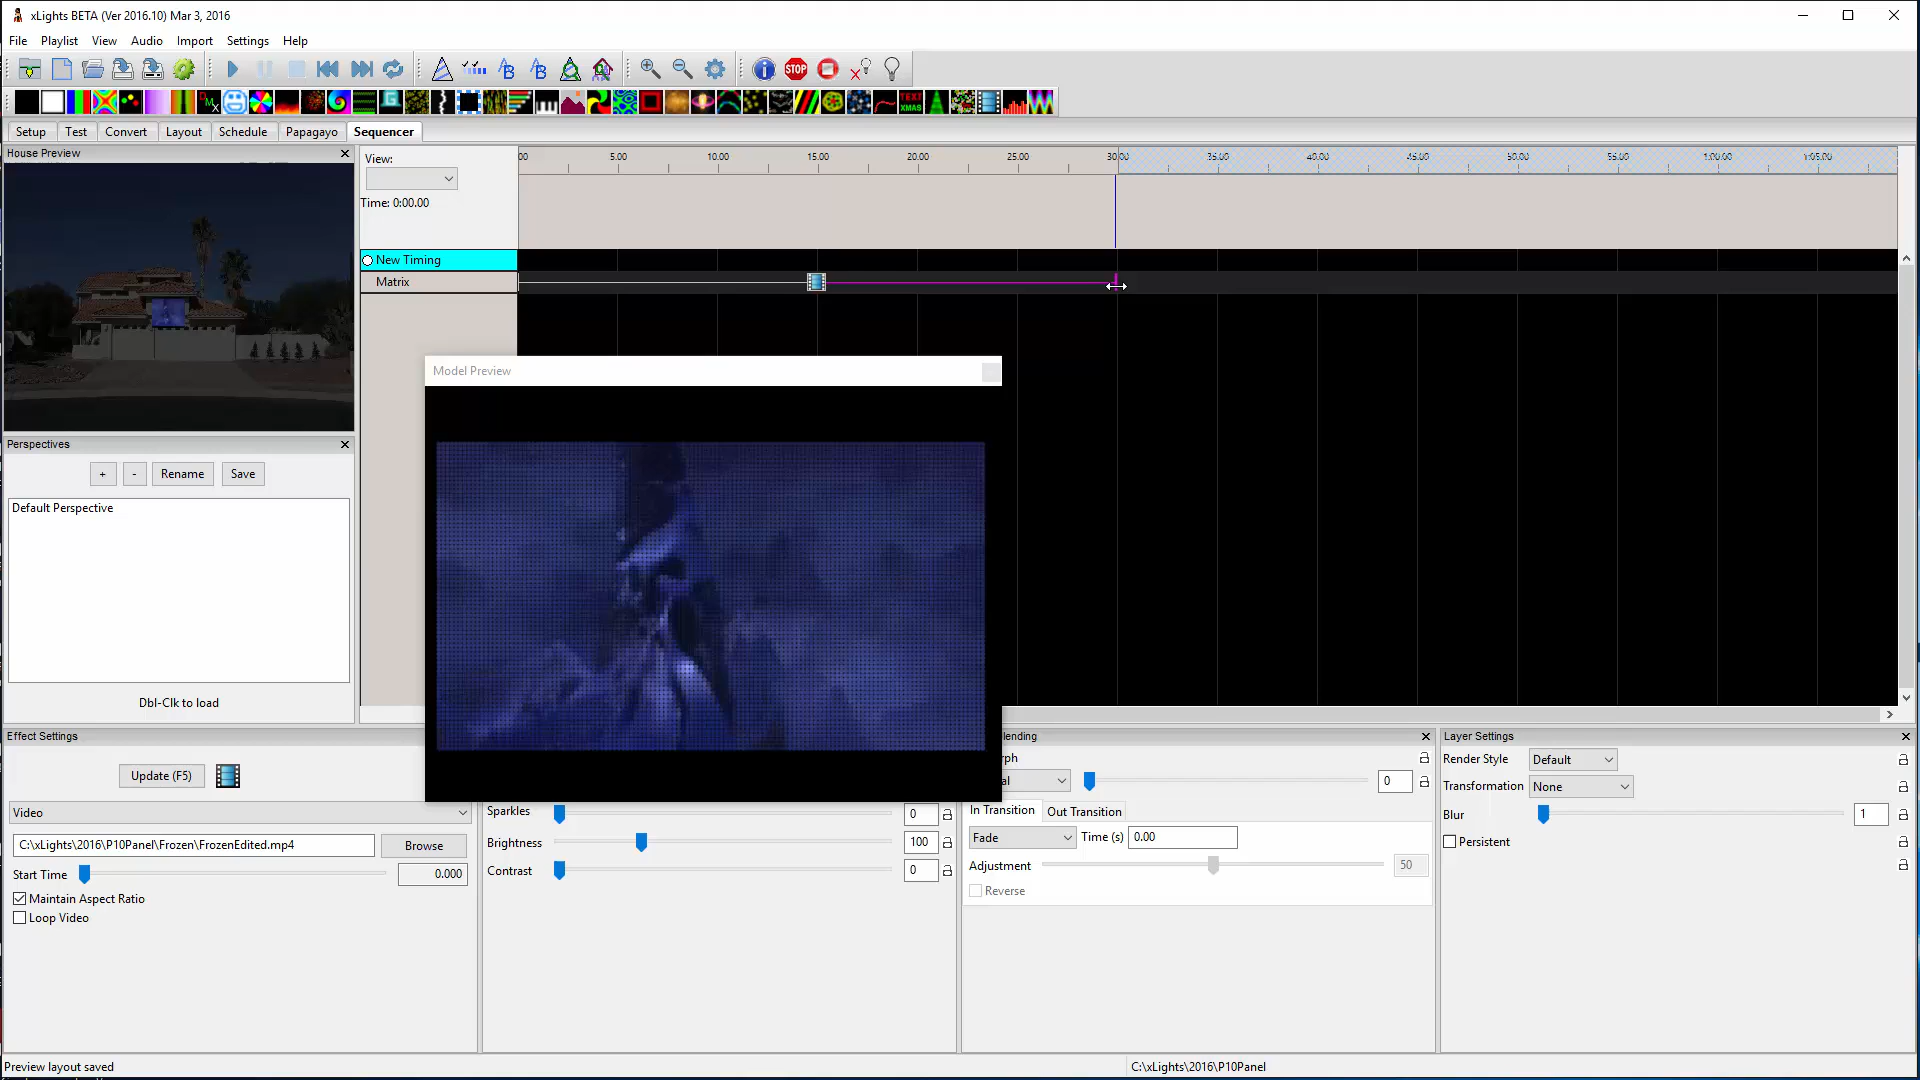 xLights BETA (Ver 2016.10) Mar 3, 2016
File Playlist View Audio Import Settings Help
STOP
Setup Test Convert Layout Schedule Papagayo Sequencer
House Preview
View:
Time: 0:00.00
00 5.00 10.00 15.00 20.00 25.00 30.00 35.00 40.00 45.00 50.00 55.00 1:00.00 1:05.00
New Timing
Matrix
Model Preview
Perspectives
+ - Rename Save
Default Perspective
Dbl-Clk to load
Effect Settings
Update (F5)
Video
C:\xLights\2016\P10Panel\Frozen\FrozenEdited.mp4 Browse
Start Time 0.000
Maintain Aspect Ratio
Loop Video
Sparkles 0
Brightness 100
Contrast 0
lending
rph
al 0
In Transition Out Transition
Fade Time (s) 0.00
Adjustment 50
Reverse
Layer Settings
Render Style Default
Transformation None
Blur 1
Persistent
Preview layout saved C:\xLights\2016\P10Panel